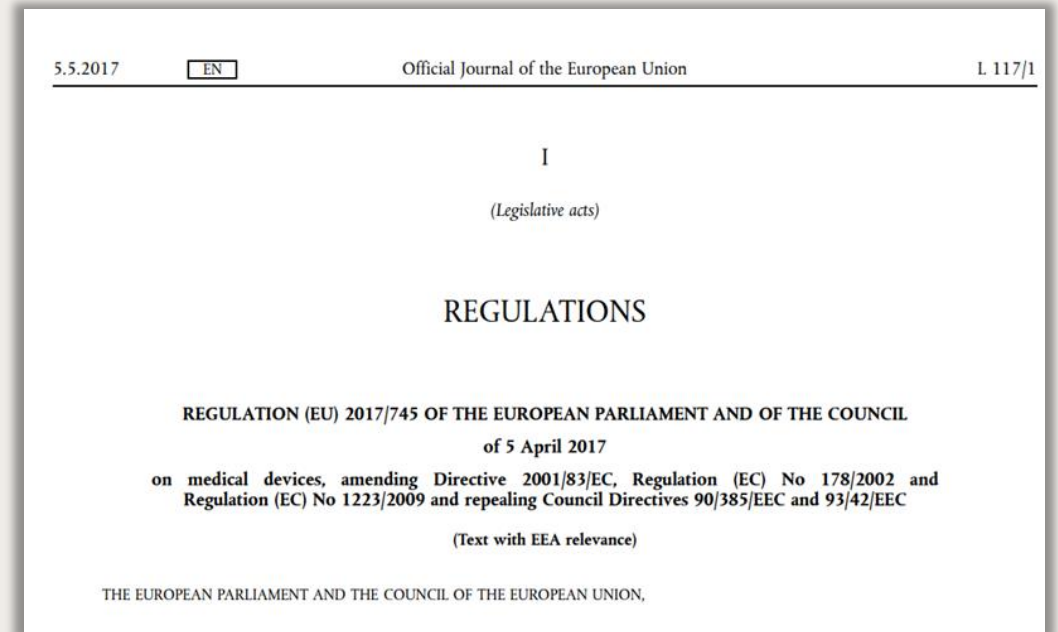 5.5.2017 EN Official Journal of the European Union L 117/1
I
(Legislative acts)
REGULATIONS
REGULATION (EU) 2017/745 OF THE EUROPEAN PARLIAMENT AND OF THE COUNCIL
of 5 April 2017
on medical devices, amending Directive 2001/83/EC, Regulation (EC) No 178/2002 and
Regulation (EC) No 1223/2009 and repealing Council Directives 90/385/EEC and 93/42/EEC
(Text with EEA relevance)
THE EUROPEAN PARLIAMENT AND THE COUNCIL OF THE EUROPEAN UNION,